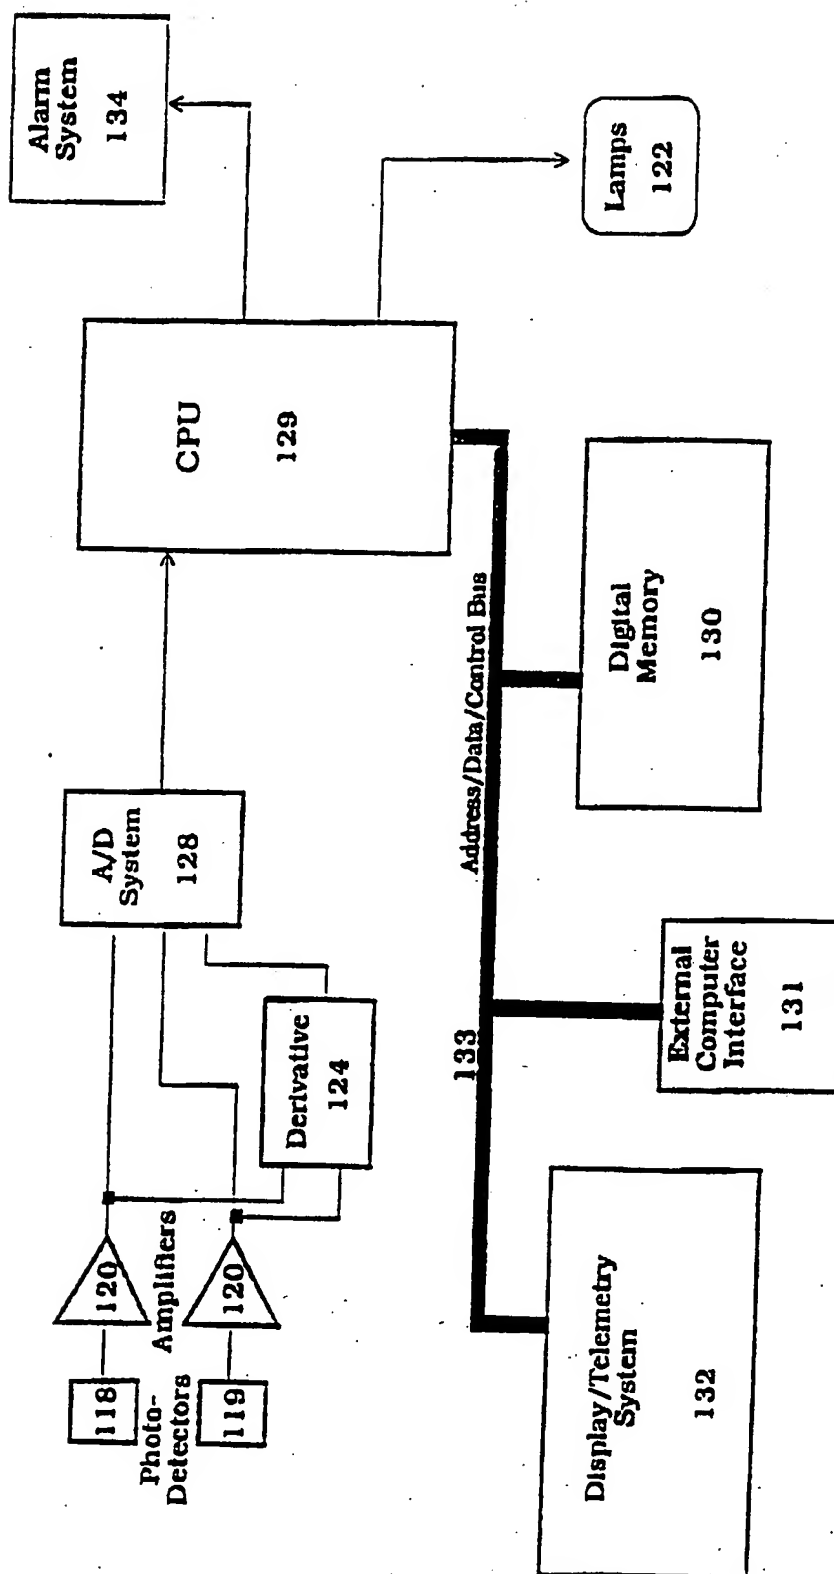 118
119
Photo-
Detectors
120
120
Amplifiers
Derivative
124
A/D
System
128
CPU
129
Alarm
System
134
Lamps
122
133
Address/Data/Control Bus
Display/Telemetry
System
132
External
Computer
Interface
131
Digital
Memory
130